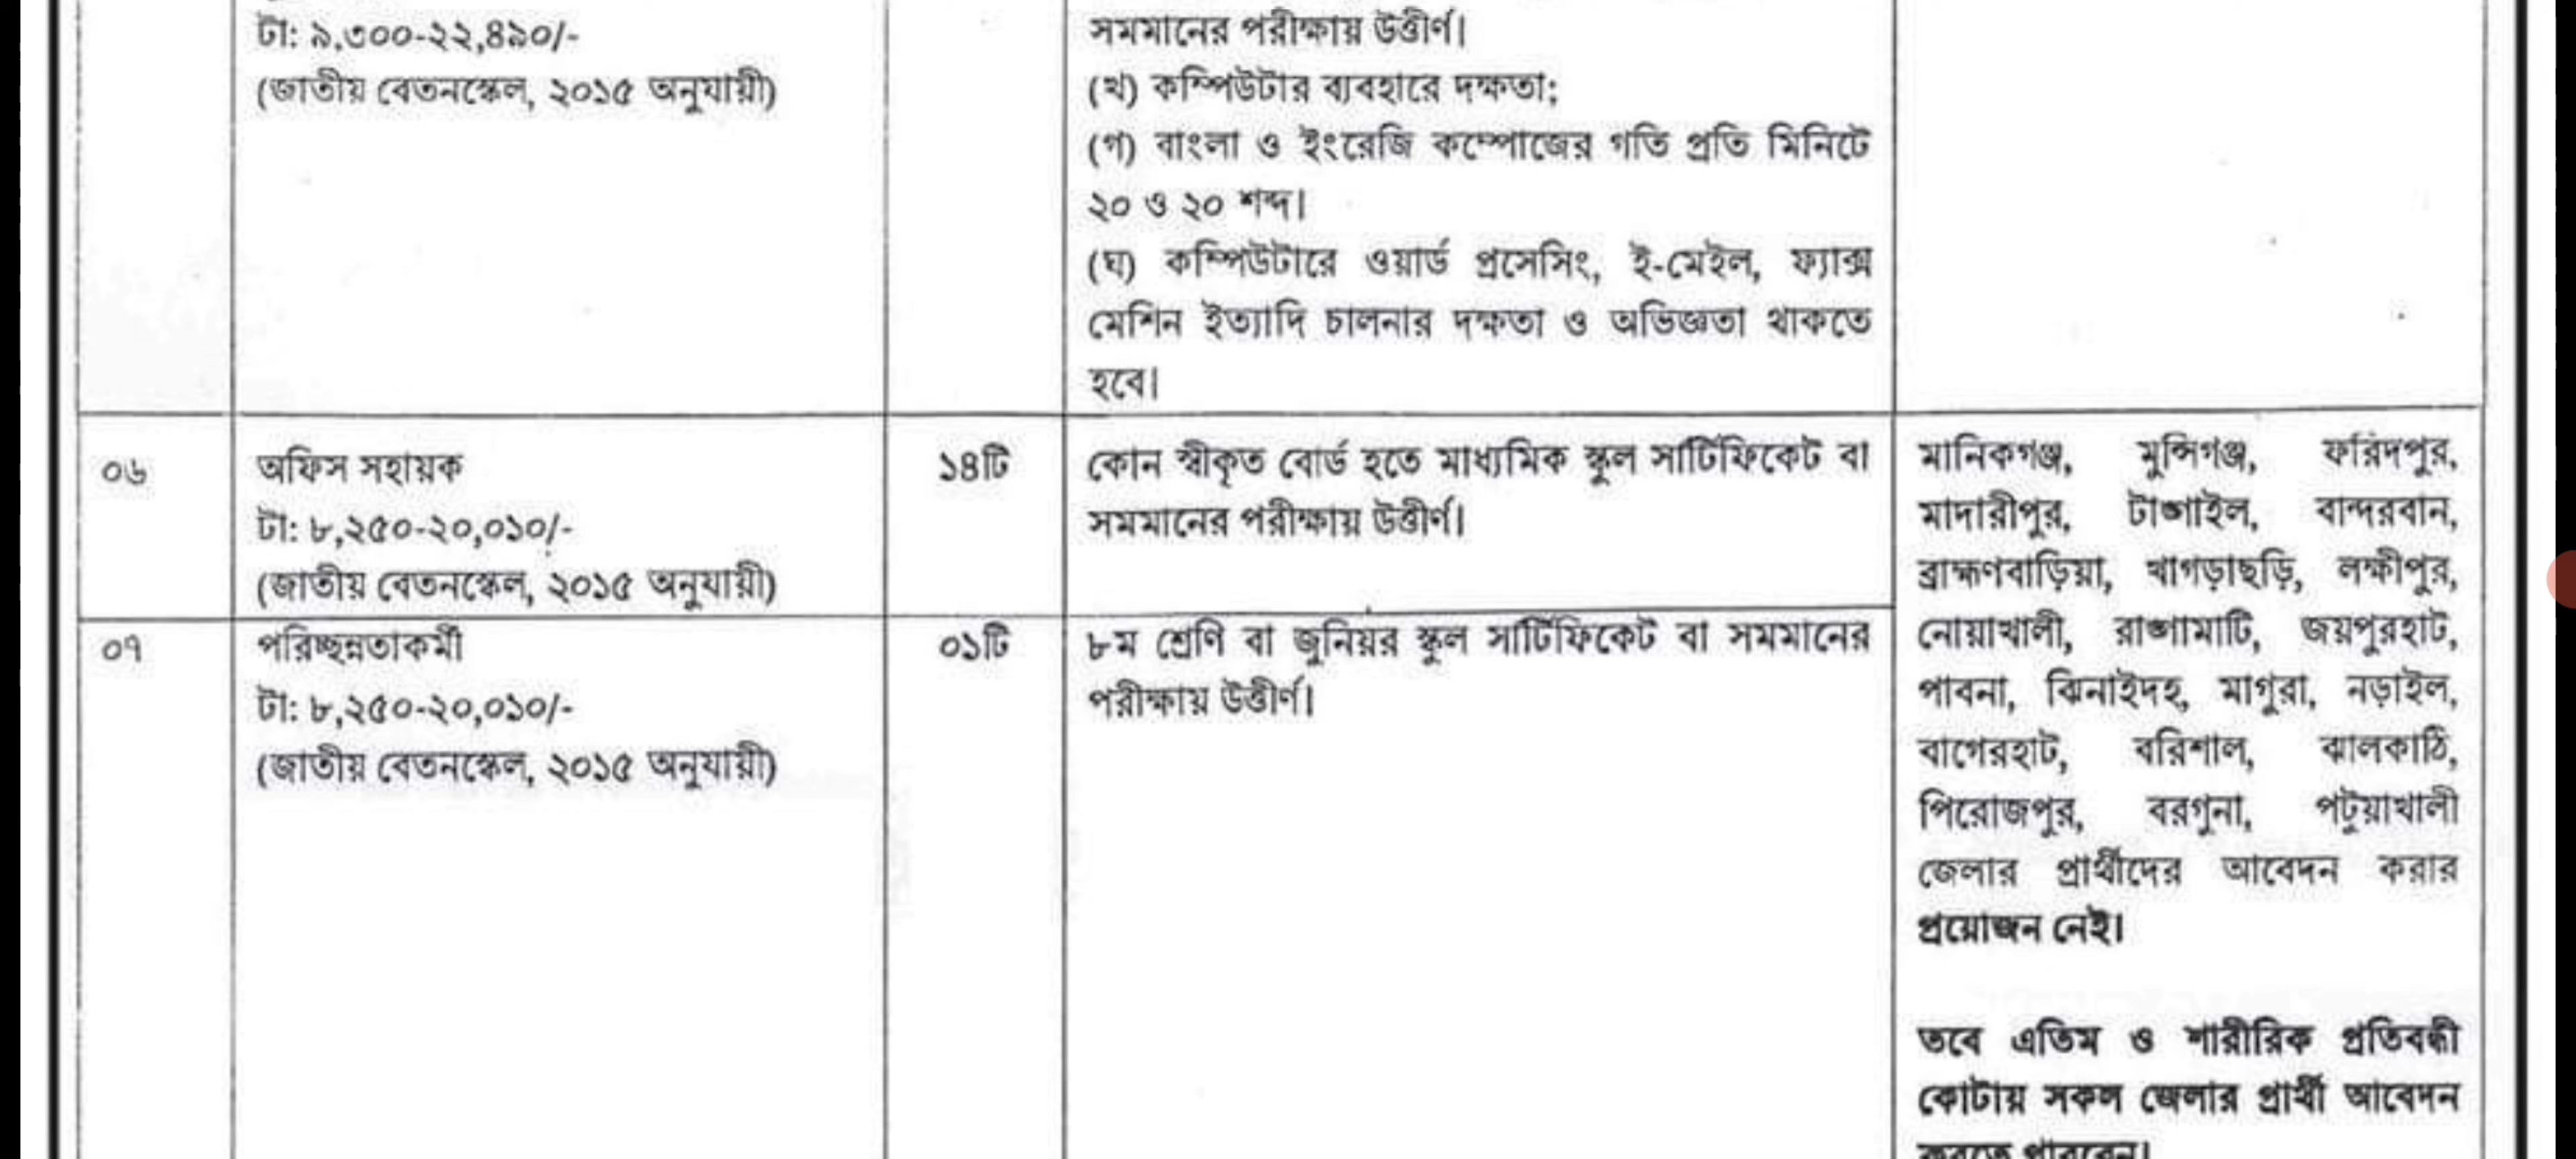 টা: ৯,৩০০-২২,৪৯০/-
(জাতীয় বেতনস্কেল, ২০১৫ অনুযায়ী)
সমমানের পরীক্ষায় উত্তীর্ণ।
(খ) কম্পিউটার ব্যবহারে দক্ষতা;
(গ) বাংলা ও ইংরেজি কম্পোজের গতি প্রতি মিনিটে
২০ ও ২০ শব্দ।
(ঘ) কম্পিউটারে ওয়ার্ড প্রসেসিং, ই-মেইল, ফ্যাক্স
মেশিন ইত্যাদি চালনার দক্ষতা ও অভিজ্ঞতা থাকতে
হবে।
০৬
অফিস সহায়ক
টা: ৮,২৫০-২০,০১০/-
(জাতীয় বেতনস্কেল, ২০১৫ অনুযায়ী)
১৪টি
কোন স্বীকৃত বোর্ড হতে মাধ্যমিক স্কুল সার্টিফিকেট বা
সমমানের পরীক্ষায় উত্তীর্ণ।
০৭
পরিচ্ছন্নতাকর্মী
টা: ৮,২৫০-২০,০১০/-
(জাতীয় বেতনস্কেল, ২০১৫ অনুযায়ী)
০১টি
৮ম শ্রেণি বা জুনিয়র স্কুল সার্টিফিকেট বা সমমানের
পরীক্ষায় উত্তীর্ণ।
মানিকগঞ্জ, মুন্সিগঞ্জ, ফরিদপুর,
মাদারীপুর, টাঙ্গাইল, বান্দরবান,
ব্রাহ্মণবাড়িয়া, খাগড়াছড়ি, লক্ষীপুর,
নোয়াখালী, রাঙ্গামাটি, জয়পুরহাট,
পাবনা, ঝিনাইদহ, মাগুরা, নড়াইল,
বাগেরহাট, বরিশাল, ঝালকাঠি,
পিরোজপুর, বরগুনা, পটুয়াখালী
জেলার প্রার্থীদের আবেদন করার
প্রয়োজন নেই।
তবে এতিম ও শারীরিক প্রতিবন্ধী
কোটায় সকল জেলার প্রার্থী আবেদন
করতে পারবেন।